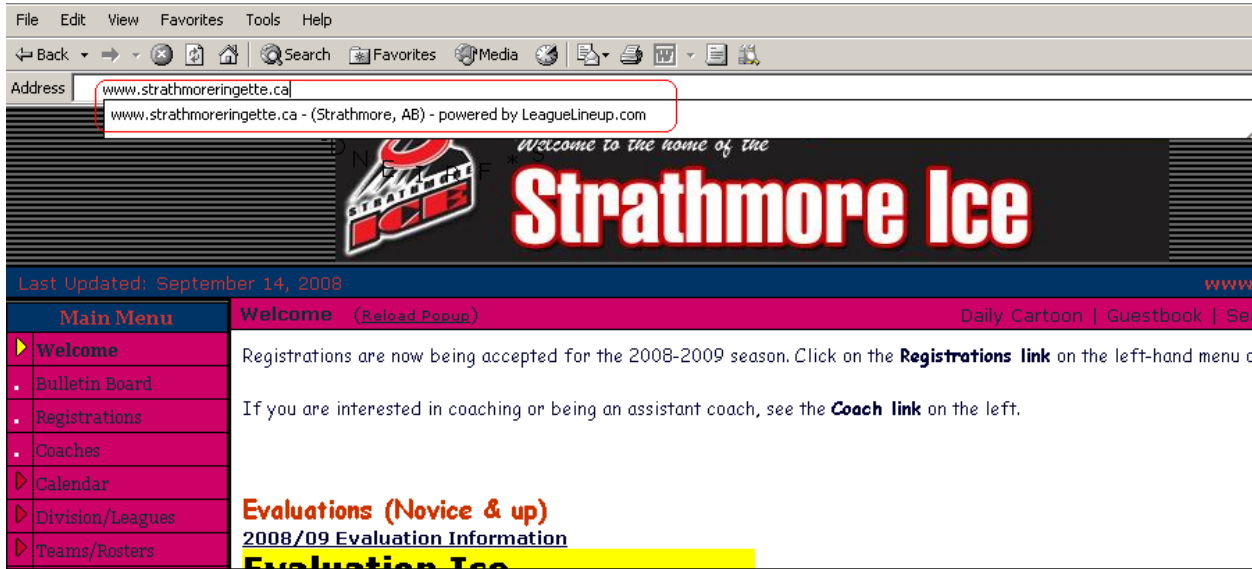 File Edit View Favorites Tools Help
Back Search Favorites Media
Address www.strathmoreringette.ca
www.strathmoreringette.ca - (Strathmore, AB) - powered by LeagueLineup.com
D N E I R F * S
Welcome to the home of the
STRATHMORE
ICE
Strathmore Ice
Last Updated: September 14, 2008 www
Main Menu
Welcome (Reload Popup) Daily Cartoon | Guestbook | Se
Welcome
Registrations are now being accepted for the 2008-2009 season. Click on the Registrations link on the left-hand menu o
Bulletin Board
Registrations
If you are interested in coaching or being an assistant coach, see the Coach link on the left.
Coaches
Calendar
Division/Leagues
Evaluations (Novice & up)
2008/09 Evaluation Information
Teams/Rosters
Evaluation Ice